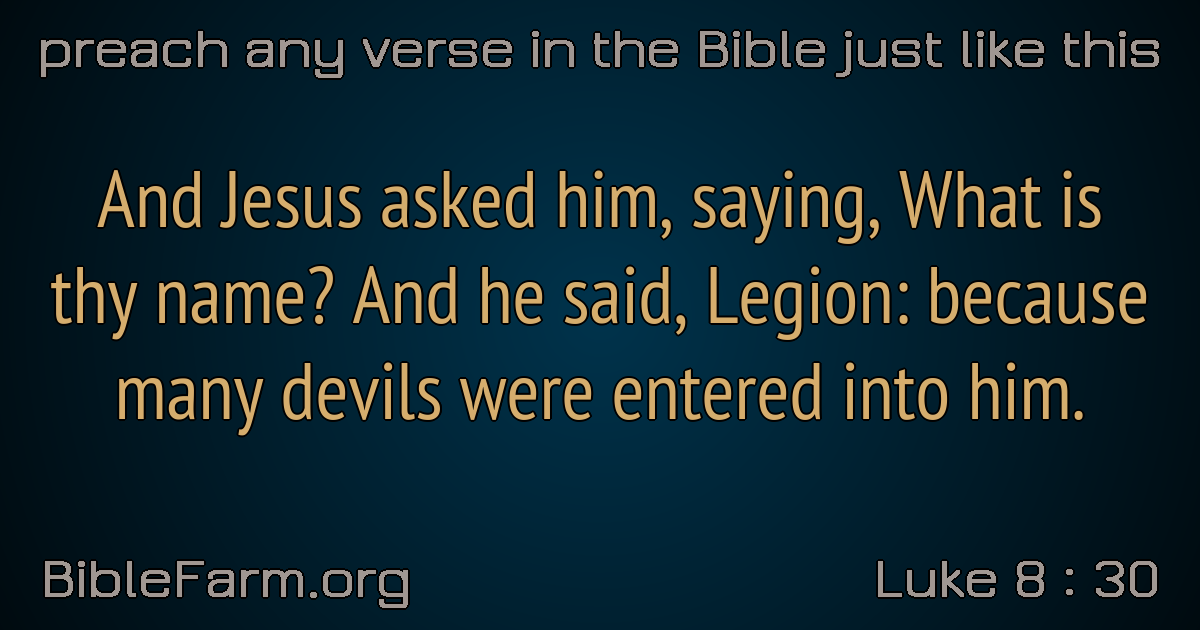 preach any verse in the Bible just like this
And Jesus asked him, saying, What is
thy name? And he said, Legion: because
many devils were entered into him.
BibleFarm.org
Luke 8 : 30